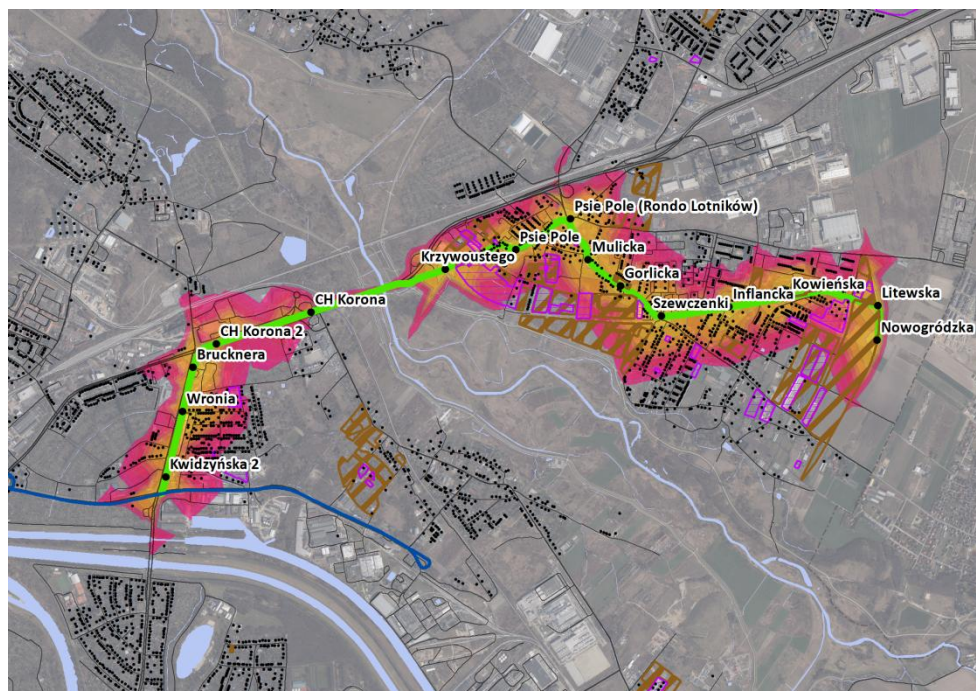 Psie Pole (Rondo Lotników)
Psie Pole
Mulicka
Krzywoustego
Gorlicka
Kowieńska
Inflancka
Litewska
Szewczenki
CH Korona
CH Korona 2
Nowogródzka
Brucknera
Wronia
Kwidzyńska 2